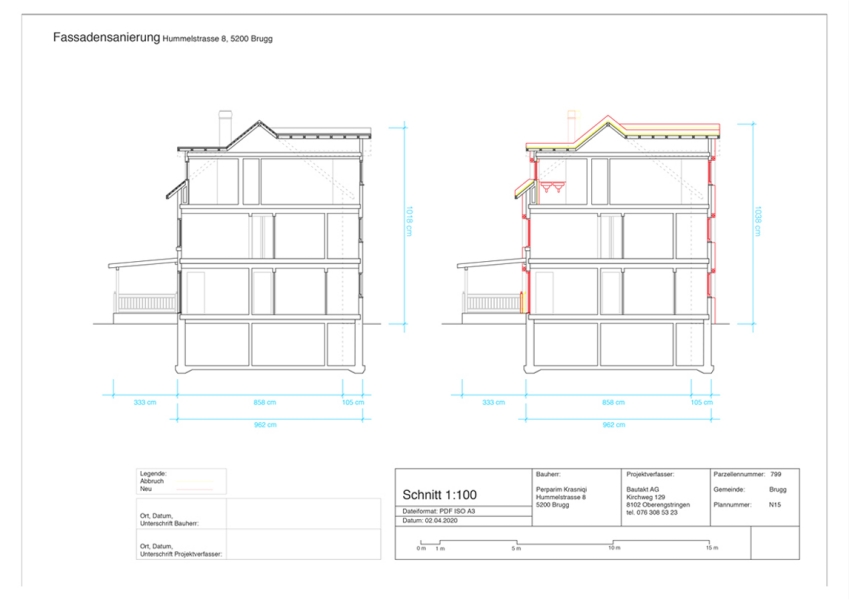 Fassadensanierung Hummelstrasse 8, 5200 Brugg
1018 cm
1038 cm
333 cm
858 cm
105 cm
962 cm
333 cm
858 cm
105 cm
962 cm
Legende:
Abbruch
Neu
Ort, Datum,
Unterschrift Bauherr:
Ort, Datum,
Unterschrift Projektverfasser:
Schnitt 1:100
Dateiformat: PDF ISO A3
Datum: 02.04.2020
Bauherr:
Perparim Krasniqi
Hummelstrasse 8
5200 Brugg
Projektverfasser:
Bautakt AG
Kirchweg 129
8102 Oberengstringen
tel. 076 308 53 23
Parzellennummer: 799
Gemeinde: Brugg
Plannummer: N15
0 m 1 m 5 m 10 m 15 m